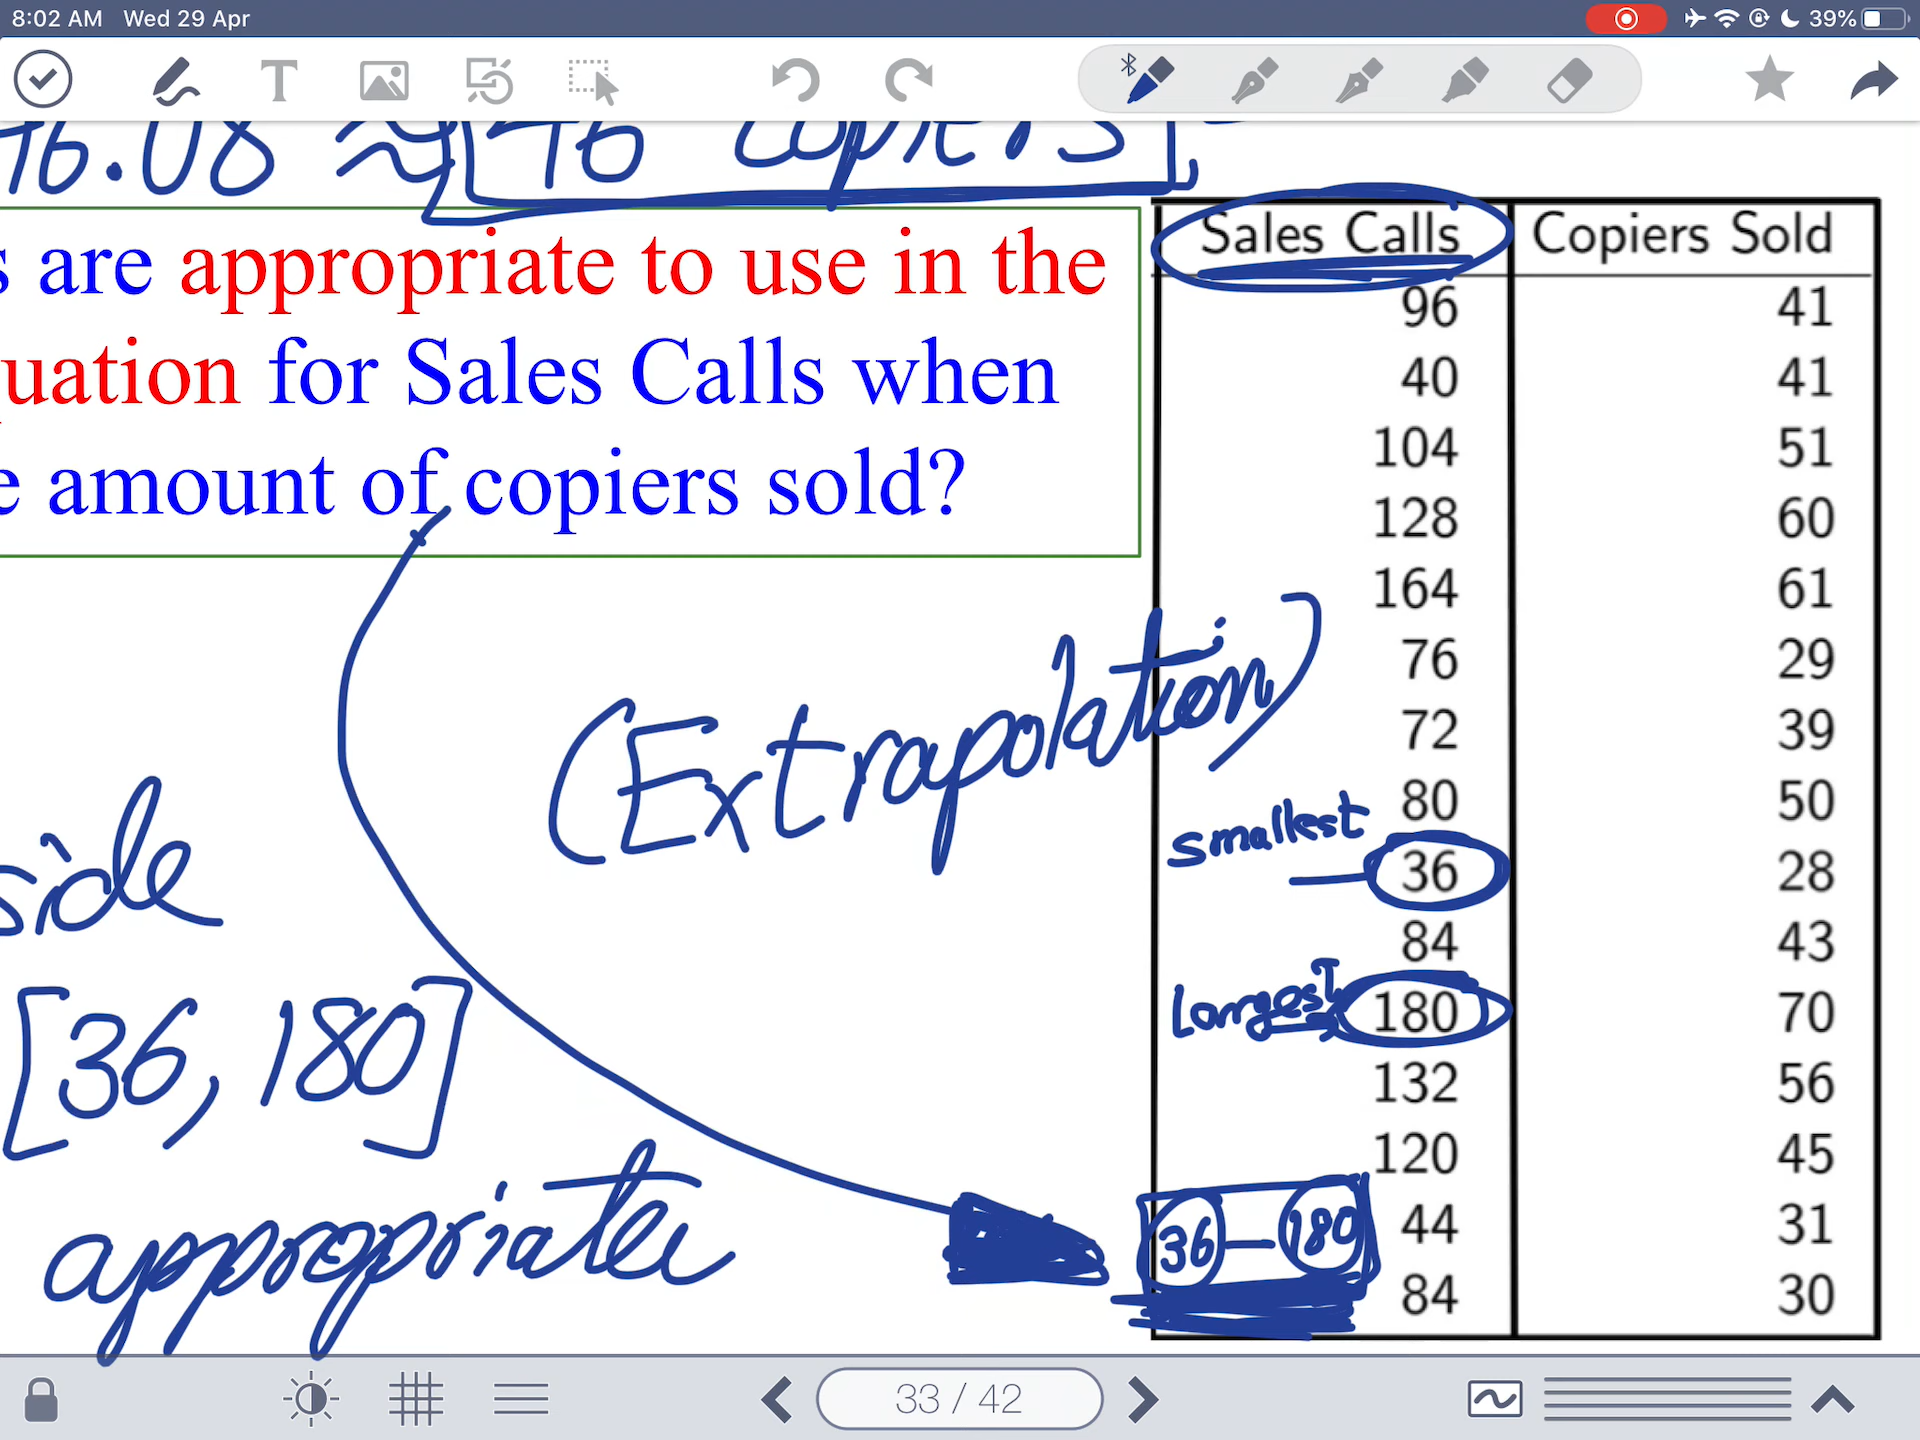 8:02 AM Wed 29 Apr
39%
46 copiers
s are appropriate to use in the
uation for Sales Calls when
e amount of copiers sold?
Sales Calls Copiers Sold
96 41
40 41
104 51
128 60
164 61
76 29
72 39
80 50
36 28
84 43
180 70
132 56
120 45
44 31
84 30
(Extrapolation)
smallest
largest
side
[36, 180]
appropriate
36 — 180
33 / 42